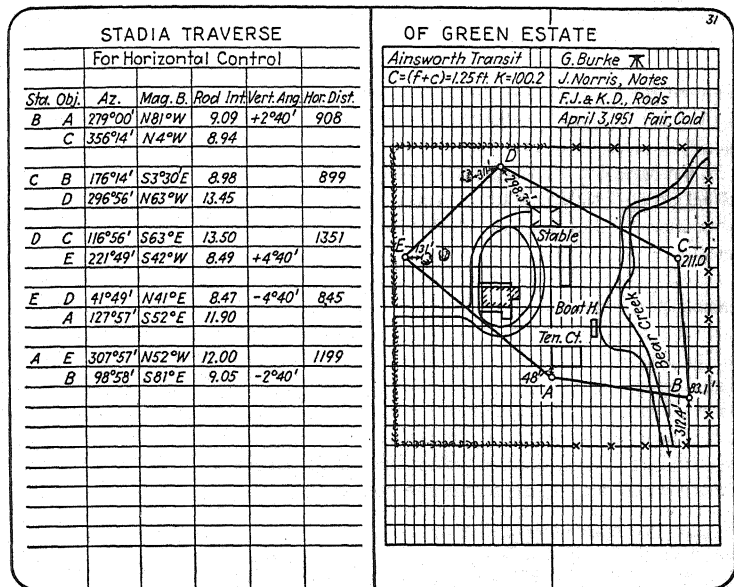 31
STADIA TRAVERSE
For Horizontal Control
Sta. Obj. Az. Mag. B. Rod Int. Vert. Ang. Hor. Dist.
B A 279°00' N81°W 9.09 +2°40' 908
C 356°14' N4°W 8.94
C B 176°14' S3°30'E 8.98 899
D 296°56' N63°W 13.45
D C 116°56' S63°E 13.50 1351
E 221°49' S42°W 8.49 +4°40'
E D 41°49' N41°E 8.47 -4°40' 845
A 127°57' S52°E 11.90
A E 307°57' N52°W 12.00 1199
B 98°58' S81°E 9.05 -2°40'
OF GREEN ESTATE
Ainsworth Transit G. Burke
C=(f+c)=1.25 ft. K=100.2 J. Norris, Notes
F.J. & K.D., Rods
April 3, 1951 Fair, Cold
D
31'
298.3'
Stable
E 131'
C
211.0'
Boat H.
Bear Creek
Ten. Ct.
48'
A
B 83.1'
312.4'